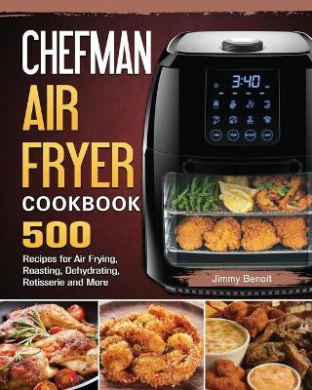 CHEFMAN
AIR
FRYER
COOKBOOK
500
Recipes for Air Frying,
Roasting, Dehydrating,
Rotisserie and More
3:40
Jimmy Benoit